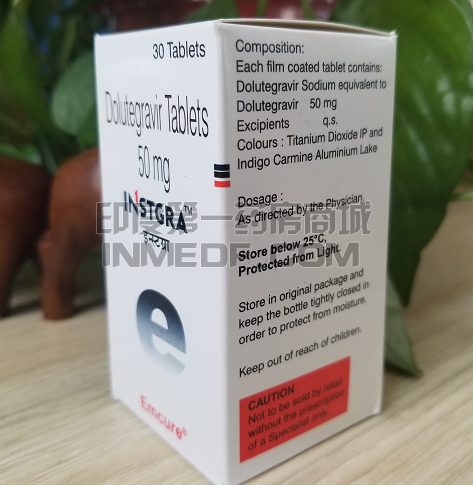 30 Tablets
Dolutegravir Tablets
50 mg
INSTGRA™
इन्स्टग्रा
e
Emcure®
Composition:
Each film coated tablet contains:
Dolutegravir Sodium equivalent to
Dolutegravir 50 mg
Excipients q.s.
Colours : Titanium Dioxide IP and
Indigo Carmine Aluminium Lake
Dosage :
As directed by the Physician
Store below 25°C,
Protected from Light.
Store in original package and
keep the bottle tightly closed in
order to protect from moisture.
Keep out of reach of children.
CAUTION
Not to be sold by retail
without the prescription
of a Specialist only.
印美爱一药房商城
INMEDE.COM